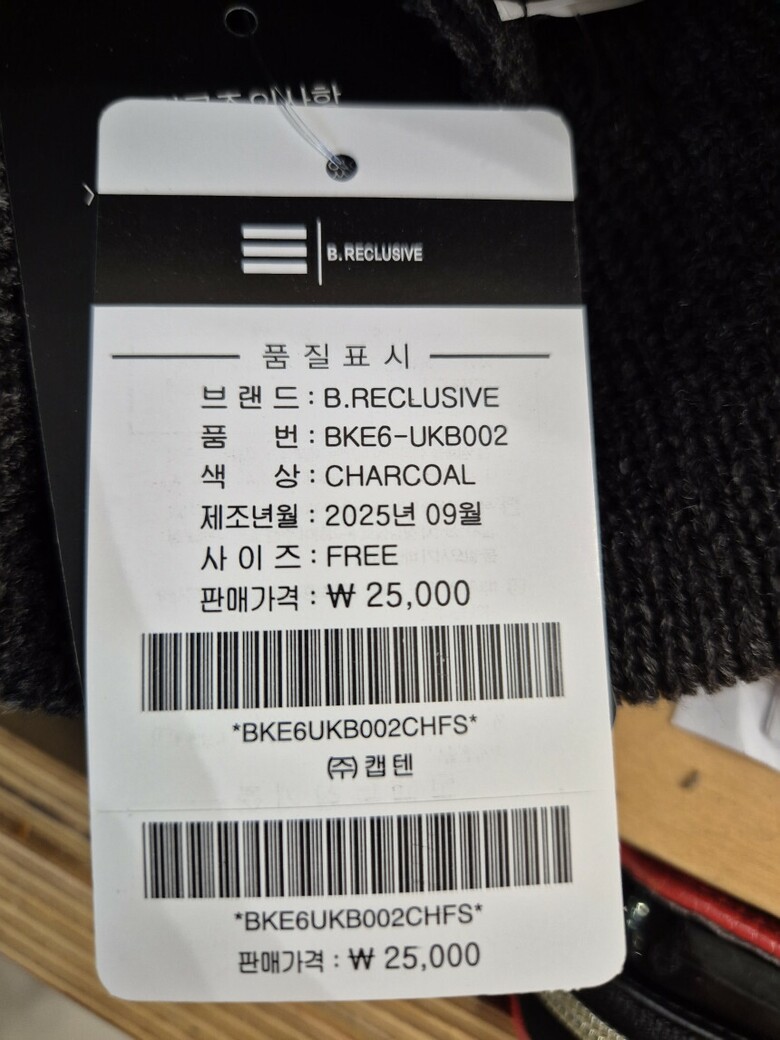 B.RECLUSIVE
품질표시
브랜드 : B.RECLUSIVE
품 번 : BKE6-UKB002
색 상 : CHARCOAL
제조년월 : 2025년 09월
사이즈 : FREE
판매가격 : ₩ 25,000
*BKE6UKB002CHFS*
㈜캡텐
*BKE6UKB002CHFS*
판매가격 : ₩ 25,000